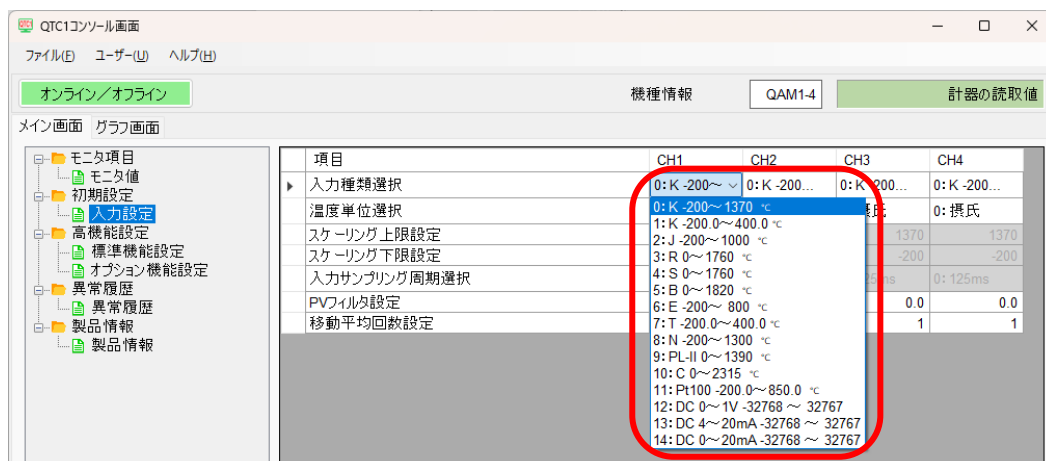 QTC1コンソール画面
ファイル(F) ユーザー(U) ヘルプ(H)
オンライン／オフライン 機種情報 QAM1-4 計器の読取値
メイン画面 グラフ画面
モニタ項目
モニタ値
初期設定
入力設定
高機能設定
標準機能設定
オプション機能設定
異常履歴
異常履歴
製品情報
製品情報
項目 CH1 CH2 CH3 CH4
入力種類選択 0: K -200～ 0: K -200... 0: K -200... 0: K -200...
温度単位選択 摂氏 0: 摂氏
スケーリング上限設定 1370 1370
スケーリング下限設定 -200 -200
入力サンプリング周期選択 0: 125ms
PVフィルタ設定 0.0 0.0
移動平均回数設定 1 1
0: K -200～1370 ℃
1: K -200.0～400.0 ℃
2: J -200～1000 ℃
3: R 0～1760 ℃
4: S 0～1760 ℃
5: B 0～1820 ℃
6: E -200～ 800 ℃
7: T -200.0～400.0 ℃
8: N -200～1300 ℃
9: PL-II 0～1390 ℃
10: C 0～2315 ℃
11: Pt100 -200.0～850.0 ℃
12: DC 0～1V -32768 ～ 32767
13: DC 4～20mA -32768 ～ 32767
14: DC 0～20mA -32768 ～ 32767